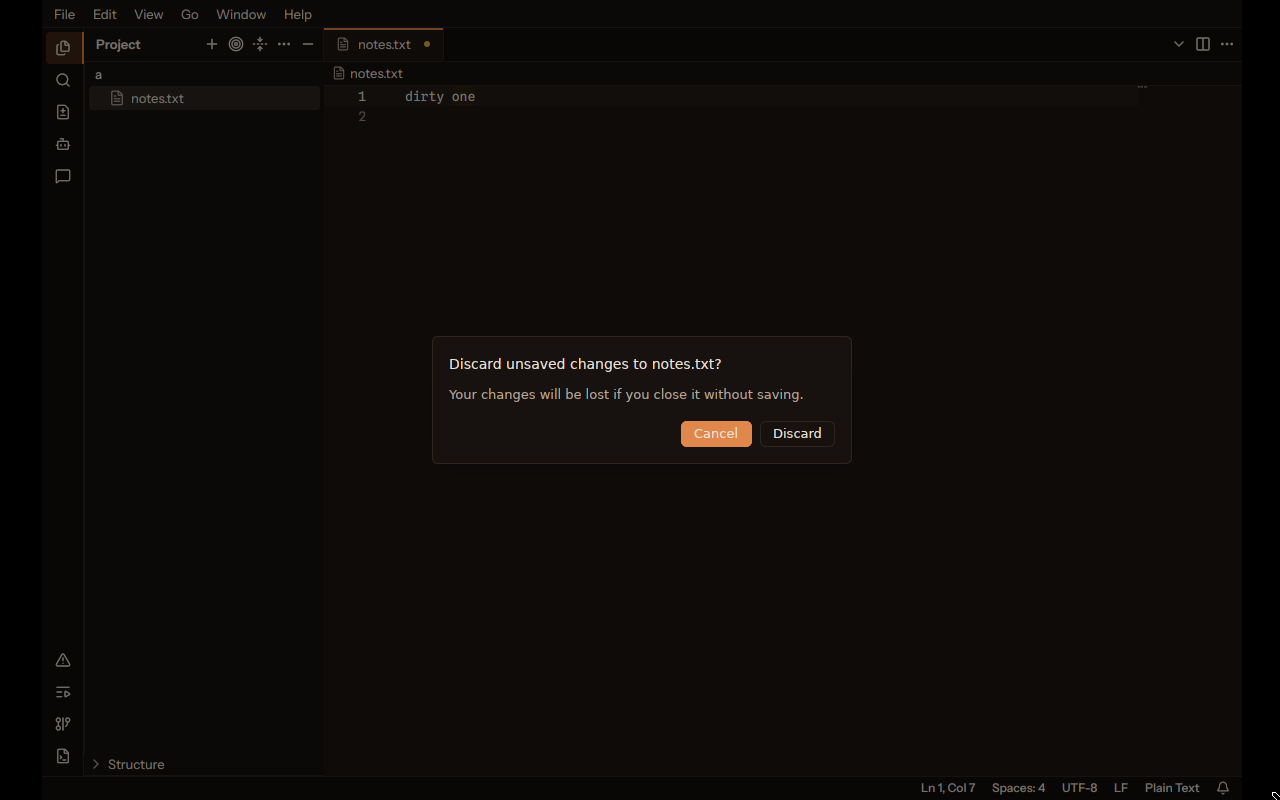 File Edit View Go Window Help
Project
notes.txt
a
notes.txt
notes.txt
1 dirty one
2
Discard unsaved changes to notes.txt?
Your changes will be lost if you close it without saving.
Cancel Discard
Structure
Ln 1, Col 7 Spaces: 4 UTF-8 LF Plain Text